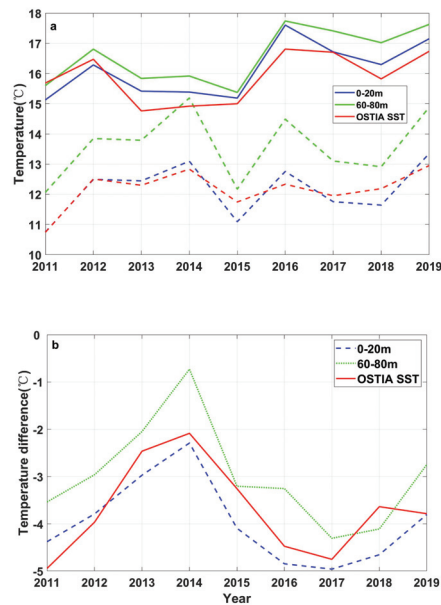 a
18
17
16
15
14
13
12
11
10
Temperature(℃)
0-20m
60-80m
OSTIA SST
2011 2012 2013 2014 2015 2016 2017 2018 2019
b
0
-1
-2
-3
-4
-5
Temperature difference(℃)
0-20m
60-80m
OSTIA SST
2011 2012 2013 2014 2015 2016 2017 2018 2019
Year